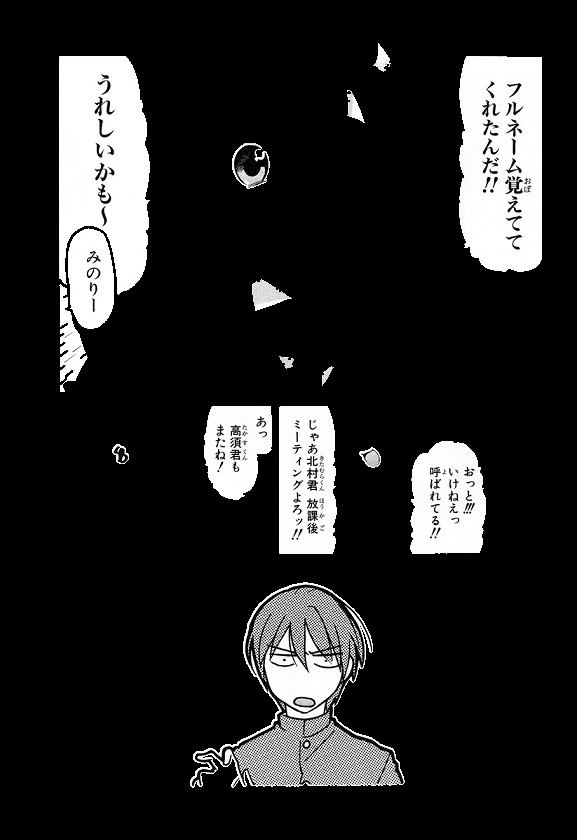 フルネーム覚えてて
くれたんだ!!
うれしいかも〜
みのりー
おっと!!!
いけねえっ
呼ばれてる!!
じゃあ北村君 放課後
ミーティングよろッ!!
あっ
高須君も
またね!